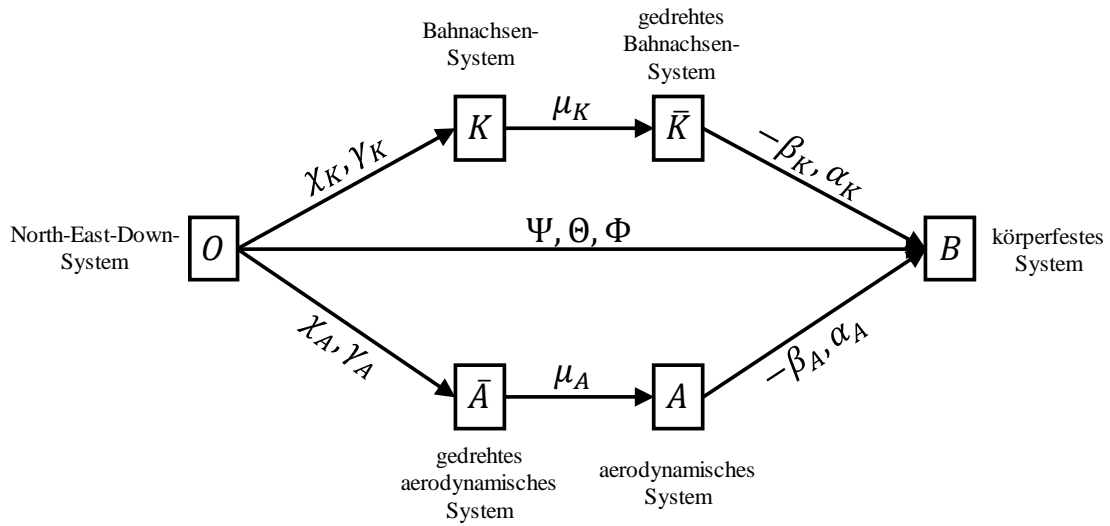 Bahnachsen-
System
gedrehtes
Bahnachsen-
System
K
μ_K
K̄
χ_K, γ_K
−β_K, α_K
North-East-Down-
System
O
Ψ, Θ, Φ
B
körperfestes
System
χ_A, γ_A
−β_A, α_A
Ā
μ_A
A
gedrehtes
aerodynamisches
System
aerodynamisches
System